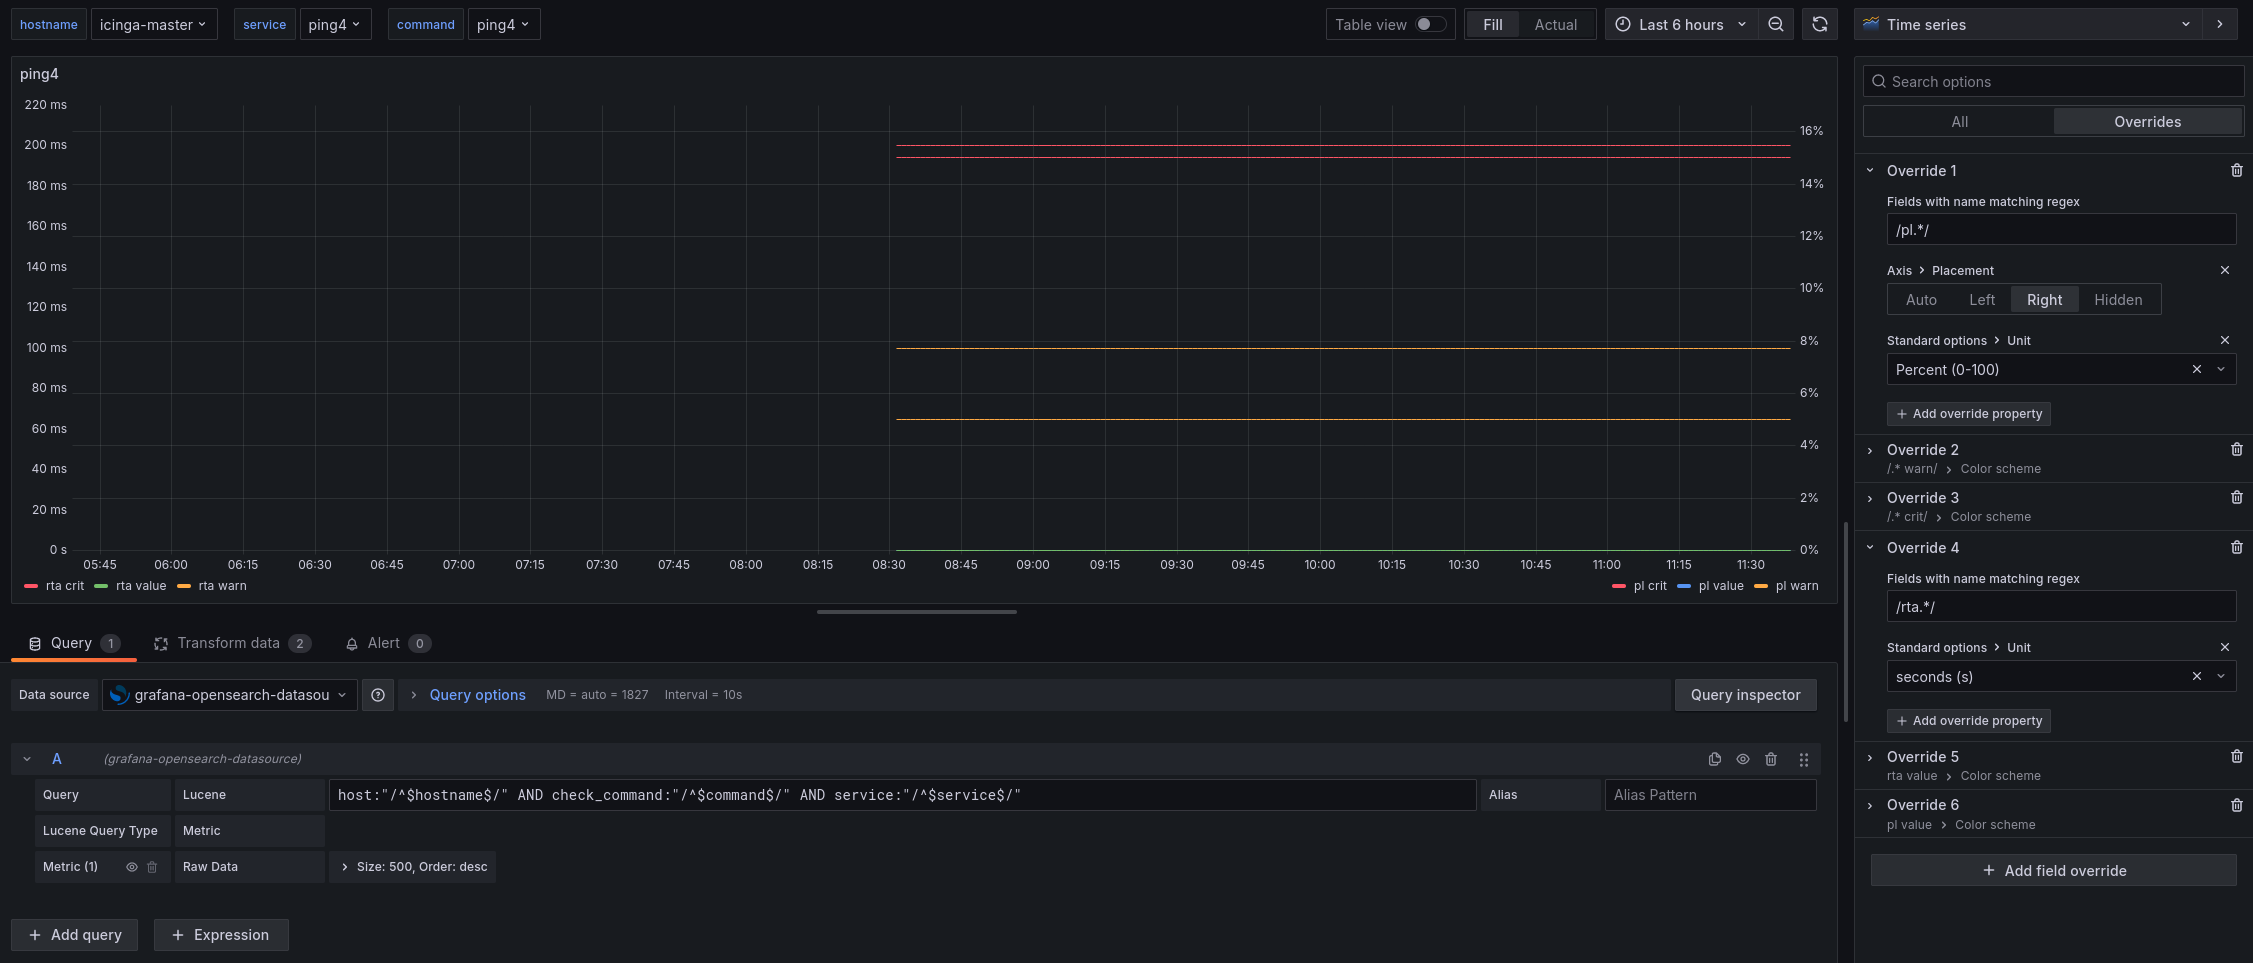 hostname icinga-master service ping4 command ping4 Table view Fill Actual Last 6 hours Time series
ping4
220 ms
200 ms
180 ms
160 ms
140 ms
120 ms
100 ms
80 ms
60 ms
40 ms
20 ms
0 s
16%
14%
12%
10%
8%
6%
4%
2%
0%
05:45 06:00 06:15 06:30 06:45 07:00 07:15 07:30 07:45 08:00 08:15 08:30 08:45 09:00 09:15 09:30 09:45 10:00 10:15 10:30 10:45 11:00 11:15 11:30
rta crit rta value rta warn pl crit pl value pl warn
Query 1 Transform data 2 Alert 0
Data source grafana-opensearch-datasou Query options MD = auto = 1827 Interval = 10s Query inspector
A (grafana-opensearch-datasource)
Query Lucene host:"/^$hostname$/" AND check_command:"/^$command$/" AND service:"/^$service$/" Alias Alias Pattern
Lucene Query Type Metric
Metric (1) Raw Data Size: 500, Order: desc
+ Add query + Expression
Search options
All Overrides
Override 1
Fields with name matching regex
/pl.*/
Axis > Placement
Auto Left Right Hidden
Standard options > Unit
Percent (0-100)
+ Add override property
Override 2
/.* warn/ > Color scheme
Override 3
/.* crit/ > Color scheme
Override 4
Fields with name matching regex
/rta.*/
Standard options > Unit
seconds (s)
+ Add override property
Override 5
rta value > Color scheme
Override 6
pl value > Color scheme
+ Add field override